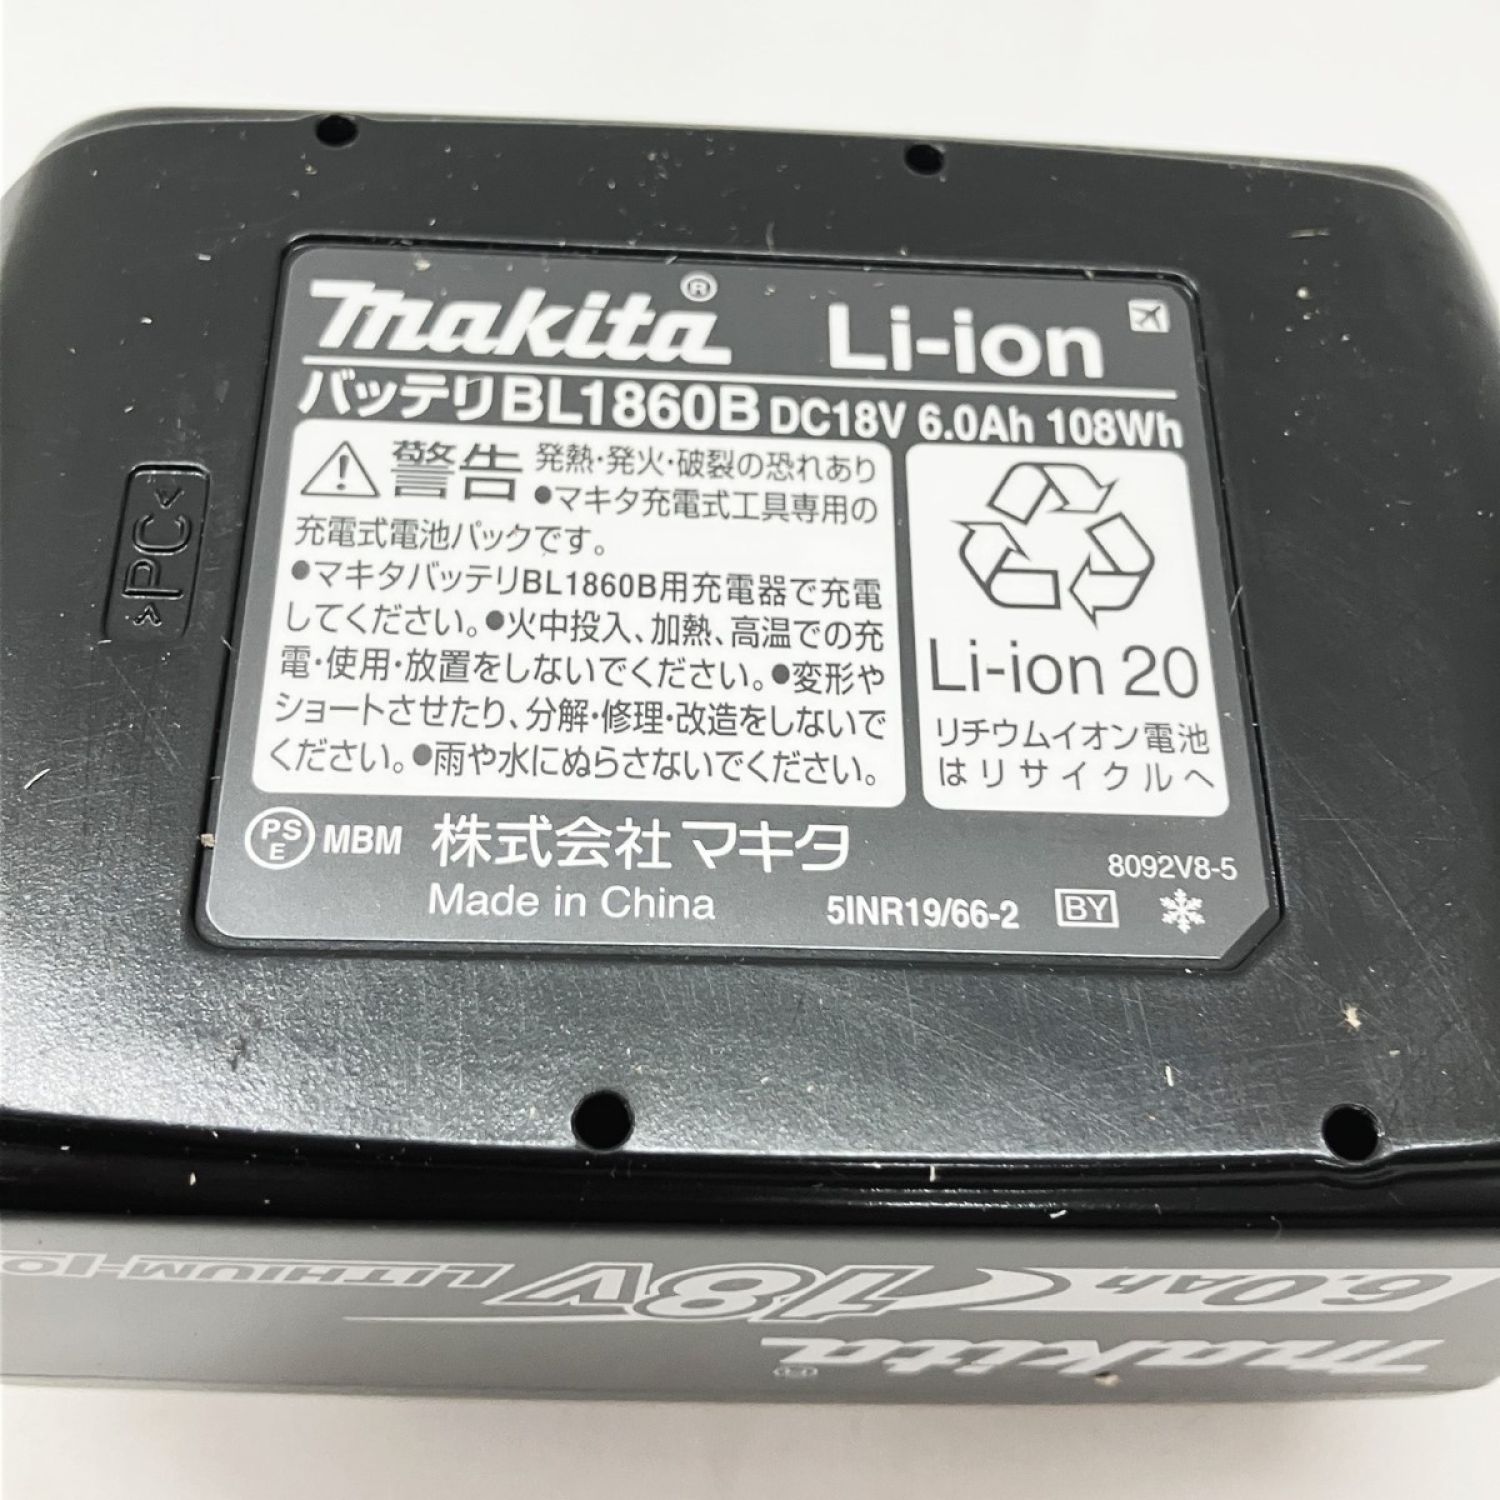 makita® Li-ion
バッテリBL1860B DC18V 6.0Ah 108Wh
警告 発熱・発火・破裂の恐れあり
●マキタ充電式工具専用の
充電式電池パックです。
●マキタバッテリBL1860B用充電器で充電
してください。●火中投入、加熱、高温での充
電・使用・放置をしないでください。●変形や
ショートさせたり、分解・修理・改造をしないで
ください。●雨や水にぬらさないでください。
Li-ion 20
リチウムイオン電池
はリサイクルへ
PS
E
MBM 株式会社マキタ
8092V8-5
Made in China
5INR19/66-2 BY
>PC<
makita®
6.0Ah 18V LITHIUM-IO